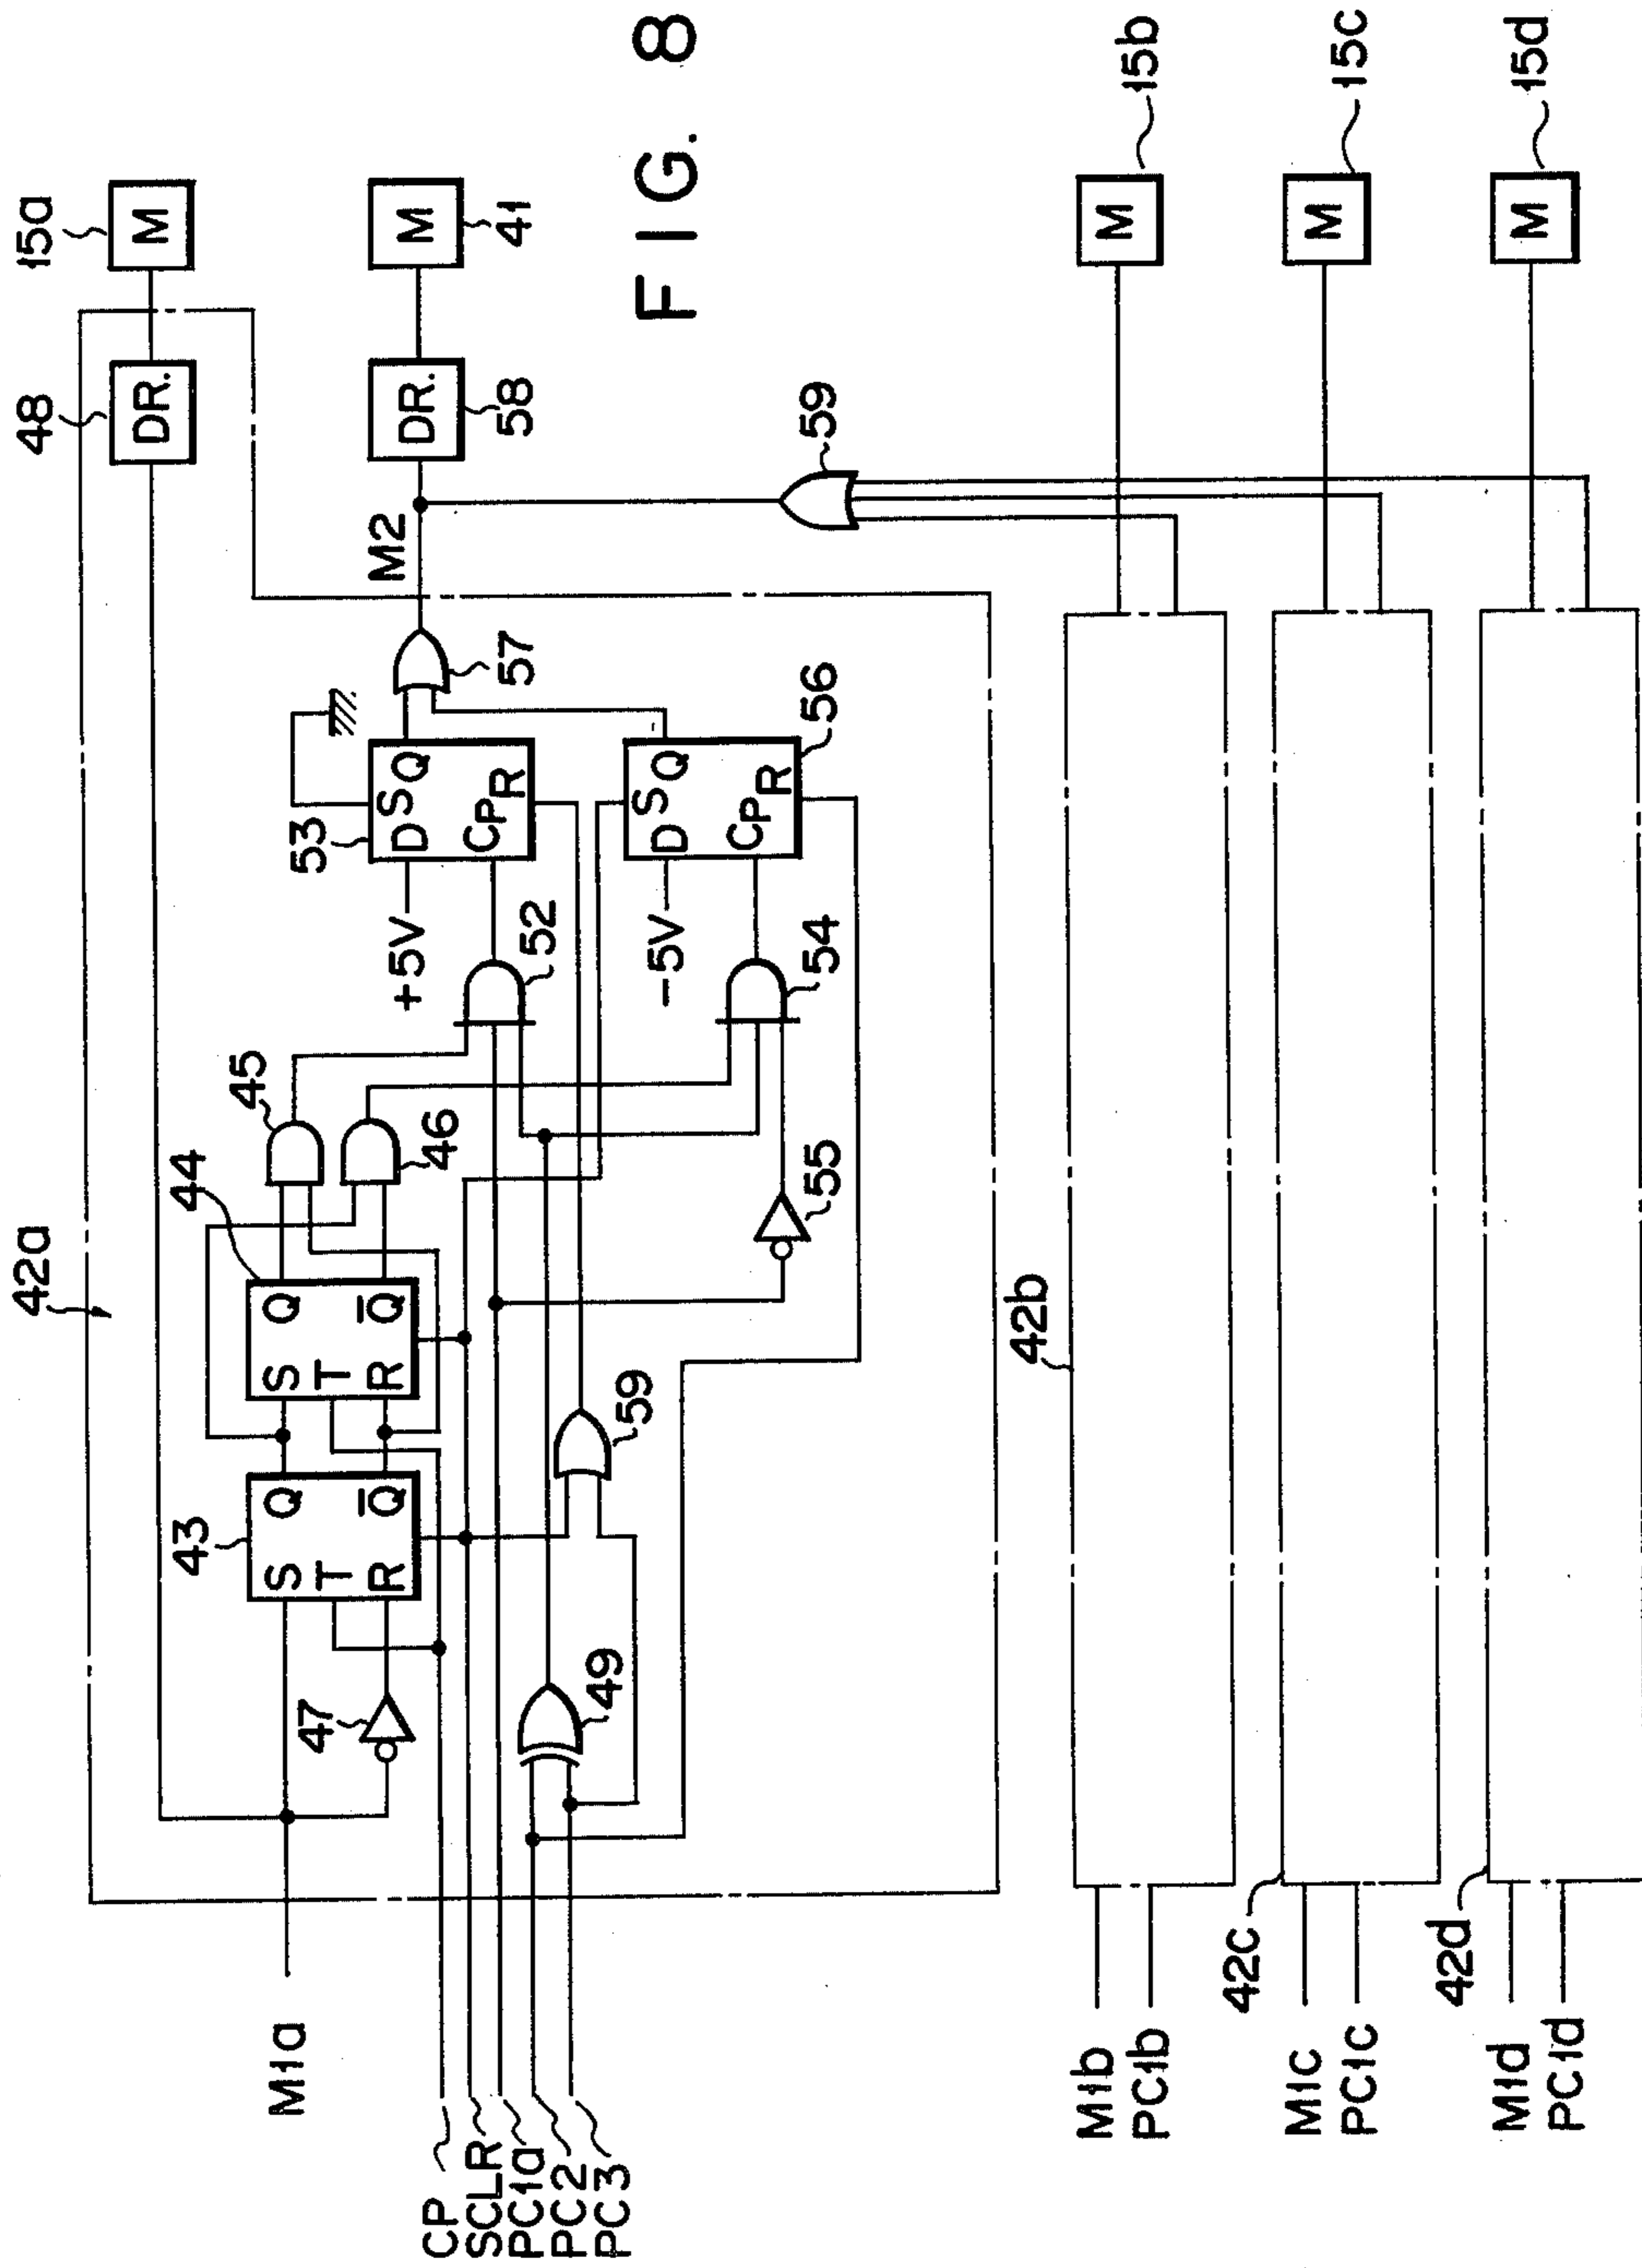 FIG. 8
42a
15a
48
DR.
M
M1a
47
43
S
T
R
Q
Q̅
44
S
T
R
Q
Q̅
45
46
+5V
53
D
S
Q
CP
R
52
57
M2
DR.
58
M
41
-5V
D
S
Q
CP
R
56
54
55
59
49
59
CP
SCLR
PC1a
PC2
PC3
42b
M1b
PC1b
M
15b
42c
M1c
PC1c
M
15c
42d
M1d
PC1d
M
15d